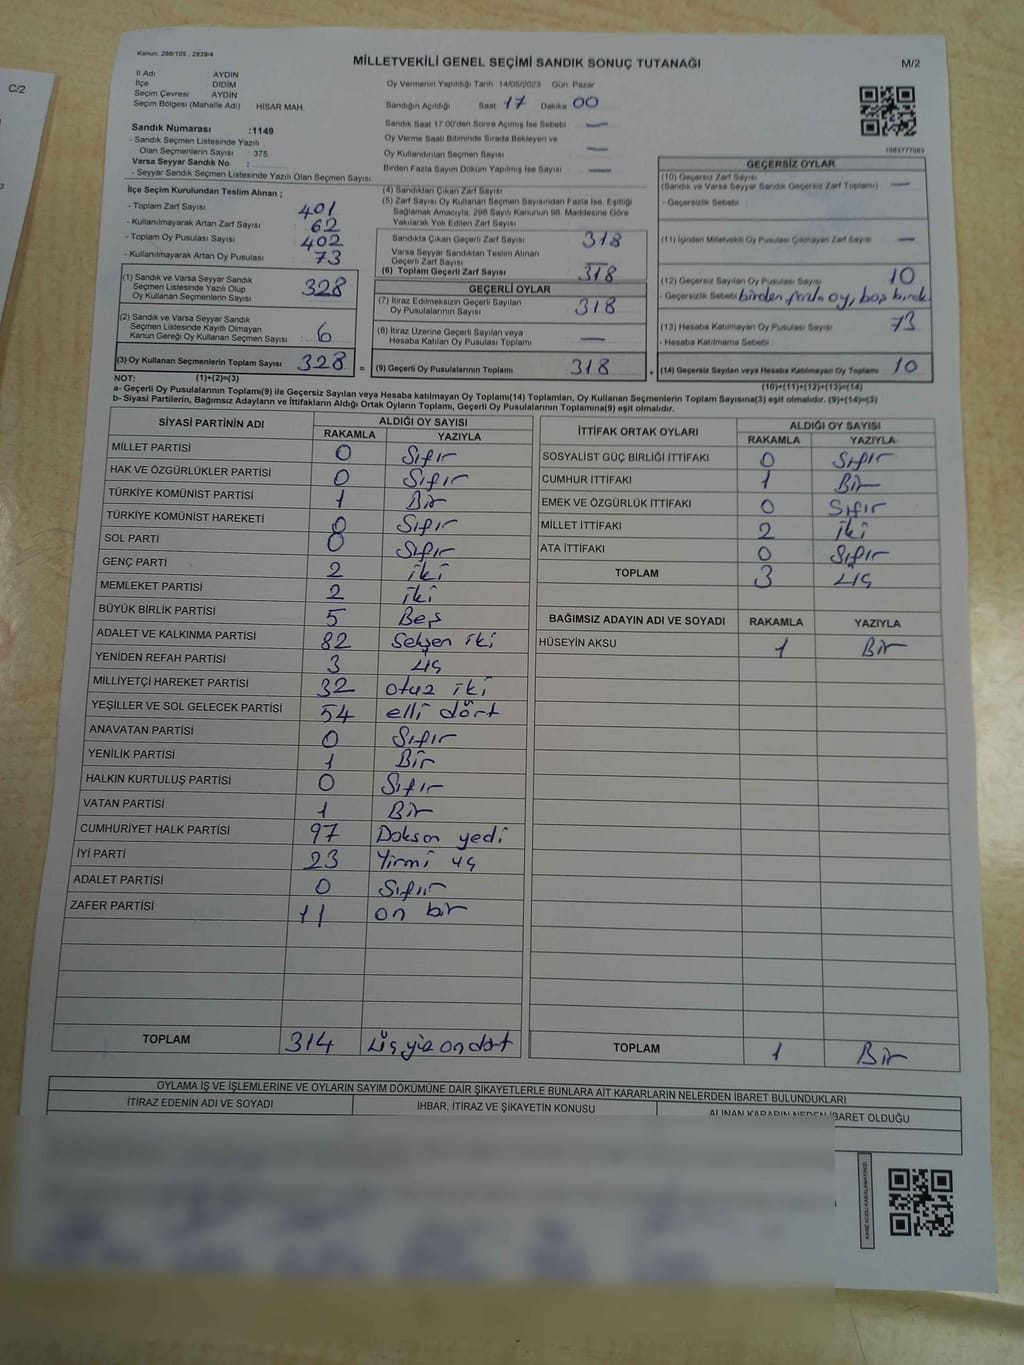 C/2
Kanun: 298/105 , 2839/4
MİLLETVEKİLİ GENEL SEÇİMİ SANDIK SONUÇ TUTANAĞI
M/2
İl Adı : AYDIN
İlçe : DİDİM
Seçim Çevresi : AYDIN
Seçim Bölgesi (Mahalle Adı) HİSAR MAH.
Oy Vermenin Yapıldığı Tarih :14/05/2023 Gün: Pazar
Sandığın Açıldığı Saat 17 Dakika 00
Sandık Saat 17:00'den Sonra Açılmış İse Sebebi : —
Oy Verme Saati Bitiminde Sırada Bekleyen ve
Oy Kullandırılan Seçmen Sayısı : —
Birden Fazla Sayım Döküm Yapılmış İse Sayısı : —
Sandık Numarası :1149
- Sandık Seçmen Listesinde Yazılı
Olan Seçmenlerin Sayısı : 375
Varsa Seyyar Sandık No :
- Seyyar Sandık Seçmen Listesinde Yazılı Olan Seçmen Sayısı:
İlçe Seçim Kurulundan Teslim Alınan ;
- Toplam Zarf Sayısı : 401
- Kullanılmayarak Artan Zarf Sayısı : 62
- Toplam Oy Pusulası Sayısı : 402
- Kullanılmayarak Artan Oy Pusulası : 73
(1) Sandık ve Varsa Seyyar Sandık
Seçmen Listesinde Yazılı Olup
Oy Kullanan Seçmenlerin Sayısı : 328
(2) Sandık ve Varsa Seyyar Sandık
Seçmen Listesinde Kayıtlı Olmayan
Kanun Gereği Oy Kullanan Seçmen Sayısı : 6
(3) Oy Kullanan Seçmenlerin Toplam Sayısı : 328 =
(4) Sandıktan Çıkan Zarf Sayısı :
(5) Zarf Sayısı Oy Kullanan Seçmen Sayısından Fazla İse, Eşitliği
Sağlamak Amacıyla, 298 Sayılı Kanunun 98. Maddesine Göre
Yakılarak Yok Edilen Zarf Sayısı :
Sandıkta Çıkan Geçerli Zarf Sayısı : 318
Varsa Seyyar Sandıktan Teslim Alınan
Geçerli Zarf Sayısı : —
(6) Toplam Geçerli Zarf Sayısı : 318
GEÇERLİ OYLAR
(7) İtiraz Edilmeksizin Geçerli Sayılan
Oy Pusulalarının Sayısı : 318
(8) İtiraz Üzerine Geçerli Sayılan veya
Hesaba Katılan Oy Pusulası Toplamı : —
(9) Geçerli Oy Pusulalarının Toplamı : 318 +
1083777083
GEÇERSİZ OYLAR
(10) Geçersiz Zarf Sayısı
(Sandık ve Varsa Seyyar Sandık Geçersiz Zarf Toplamı) : —
- Geçersizlik Sebebi :
(11) İçinden Milletvekili Oy Pusulası Çıkmayan Zarf Sayısı : —
(12) Geçersiz Sayılan Oy Pusulası Sayısı : 10
- Geçersizlik Sebebi : birden fazla oy, boş
(13) Hesaba Katılmayan Oy Pusulası Sayısı : 73
- Hesaba Katılmama Sebebi :
(14) Geçersiz Sayılan veya Hesaba Katılmayan Oy Toplamı : 10
NOT: (1)+(2)=(3)
(10)+(11)+(12)+(13)=(14)
a- Geçerli Oy Pusulalarının Toplamı(9) ile Geçersiz Sayılan veya Hesaba katılmayan Oy Toplamı(14) Toplamları, Oy Kullanan Seçmenlerin Toplam Sayısına(3) eşit olmalıdır. (9)+(14)=(3)
b- Siyasi Partilerin, Bağımsız Adayların ve İttifakların Aldığı Ortak Oyların Toplamı, Geçerli Oy Pusulalarının Toplamına(9) eşit olmalıdır.
SİYASİ PARTİNİN ADI ALDIĞI OY SAYISI
RAKAMLA YAZIYLA
MİLLET PARTİSİ 0 Sıfır
HAK VE ÖZGÜRLÜKLER PARTİSİ 0 Sıfır
TÜRKİYE KOMÜNİST PARTİSİ 1 Bir
TÜRKİYE KOMÜNİST HAREKETİ 0 Sıfır
SOL PARTİ 0 Sıfır
GENÇ PARTİ 2 iki
MEMLEKET PARTİSİ 2 iki
BÜYÜK BİRLİK PARTİSİ 5 Beş
ADALET VE KALKINMA PARTİSİ 82 Seksen iki
YENİDEN REFAH PARTİSİ 3 üç
MİLLİYETÇİ HAREKET PARTİSİ 32 otuz iki
YEŞİLLER VE SOL GELECEK PARTİSİ 54 elli dört
ANAVATAN PARTİSİ 0 Sıfır
YENİLİK PARTİSİ 1 Bir
HALKIN KURTULUŞ PARTİSİ 0 Sıfır
VATAN PARTİSİ 1 Bir
CUMHURİYET HALK PARTİSİ 97 Doksan yedi
İYİ PARTİ 23 Yirmi üç
ADALET PARTİSİ 0 Sıfır
ZAFER PARTİSİ 11 on bir
TOPLAM 314 Üç yüz on dört
İTTİFAK ORTAK OYLARI ALDIĞI OY SAYISI
RAKAMLA YAZIYLA
SOSYALİST GÜÇ BİRLİĞİ İTTİFAKI 0 Sıfır
CUMHUR İTTİFAKI 1 Bir
EMEK VE ÖZGÜRLÜK İTTİFAKI 0 Sıfır
MİLLET İTTİFAKI 2 iki
ATA İTTİFAKI 0 Sıfır
TOPLAM 3 üç
BAĞIMSIZ ADAYIN ADI VE SOYADI RAKAMLA YAZIYLA
HÜSEYİN AKSU 1 Bir
TOPLAM 1 Bir
OYLAMA İŞ VE İŞLEMLERİNE VE OYLARIN SAYIM DÖKÜMÜNE DAİR ŞİKAYETLERLE BUNLARA AİT KARARLARIN NELERDEN İBARET BULUNDUKLARI
İTİRAZ EDENİN ADI VE SOYADI İHBAR, İTİRAZ VE ŞİKAYETİN KONUSU ALINAN KARARIN NEDEN İBARET OLDUĞU
KARE KODU KARALAMAYINIZ!